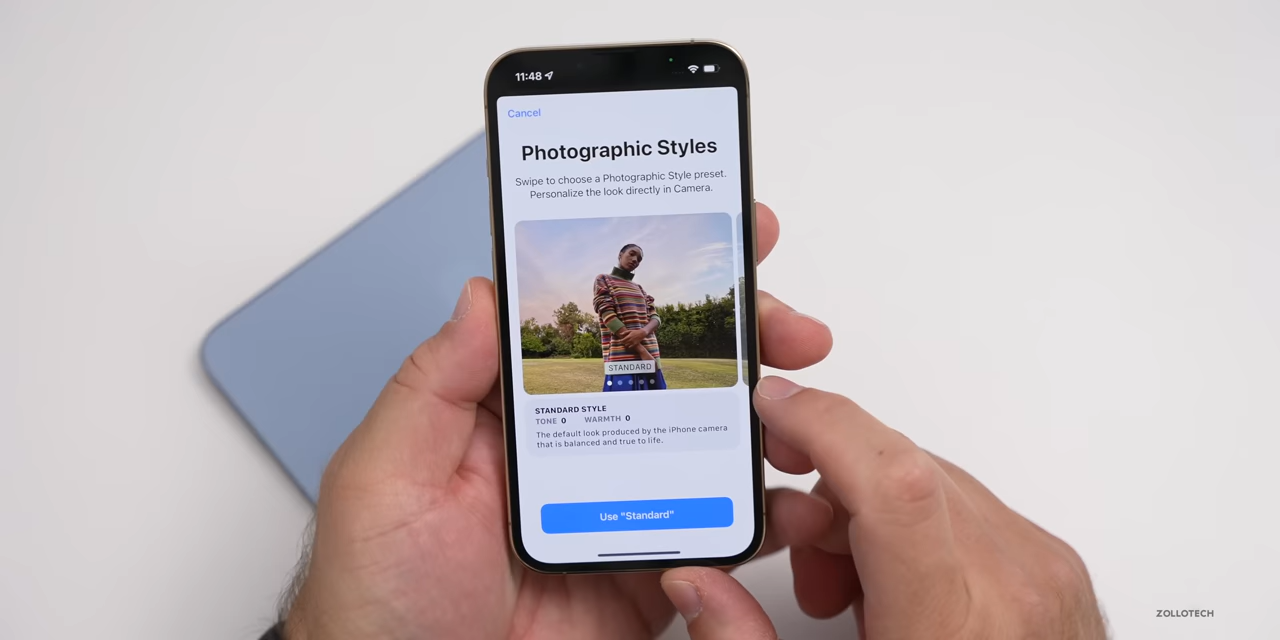 11:48
Cancel
Photographic Styles
Swipe to choose a Photographic Style preset.
Personalize the look directly in Camera.
STANDARD
STANDARD STYLE
TONE 0 WARMTH 0
The default look produced by the iPhone camera
that is balanced and true to life.
Use "Standard"
ZOLLOTECH